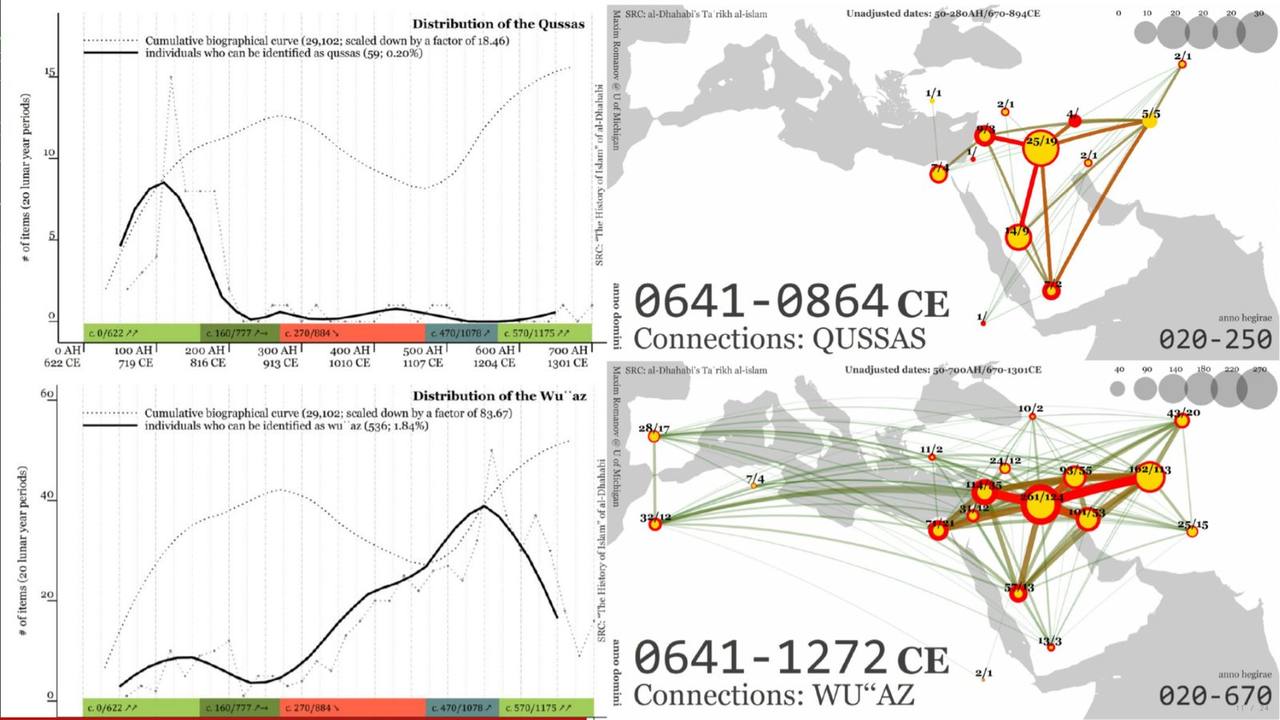 Distribution of the Qussas
Cumulative biographical curve (29,102; scaled down by a factor of 18.46)
individuals who can be identified as qussas (59; 0.20%)
# of items (20 lunar year periods)
15
10
5
0
c. 0/622 ↗↗
c. 160/777 ↗→
c. 270/884 ↘
c. 470/1078 ↗
c. 570/1175 ↗↗
0 AH 100 AH 200 AH 300 AH 400 AH 500 AH 600 AH 700 AH
622 CE 719 CE 816 CE 913 CE 1010 CE 1107 CE 1204 CE 1301 CE
SRC: "The History of Islam" of al-Dhahabi
SRC: al-Dhahabi's Taʾrikh al-islam
Unadjusted dates: 50-280AH/670-894CE
0 10 20 20 30
Maxim Romanov @ U of Michigan
2/1
1/1
2/1
4/
5/5
9/3
25/19
1/
2/1
7/4
14/9
7/2
1/
anno domini
0641-0864 CE
Connections: QUSSAS
anno hegirae
020-250
Distribution of the Wu``az
Cumulative biographical curve (29,102; scaled down by a factor of 83.67)
individuals who can be identified as wu``az (536; 1.84%)
# of items (20 lunar year periods)
60
40
20
0
c. 0/622 ↗↗
c. 160/777 ↗→
c. 270/884 ↘
c. 470/1078 ↗
c. 570/1175 ↗↗
SRC: "The History of Islam" of al-Dhahabi
SRC: al-Dhahabi's Taʾrikh al-islam
Unadjusted dates: 50-700AH/670-1301CE
40 90 140 180 220 270
Maxim Romanov @ U of Michigan
28/17
10/2
43/20
11/2
24/12
93/55
162/113
7/4
261/124
31/12
101/53
32/12
25/15
57/13
13/3
2/1
anno domini
0641-1272 CE
Connections: WU“AZ
anno hegirae
020-670